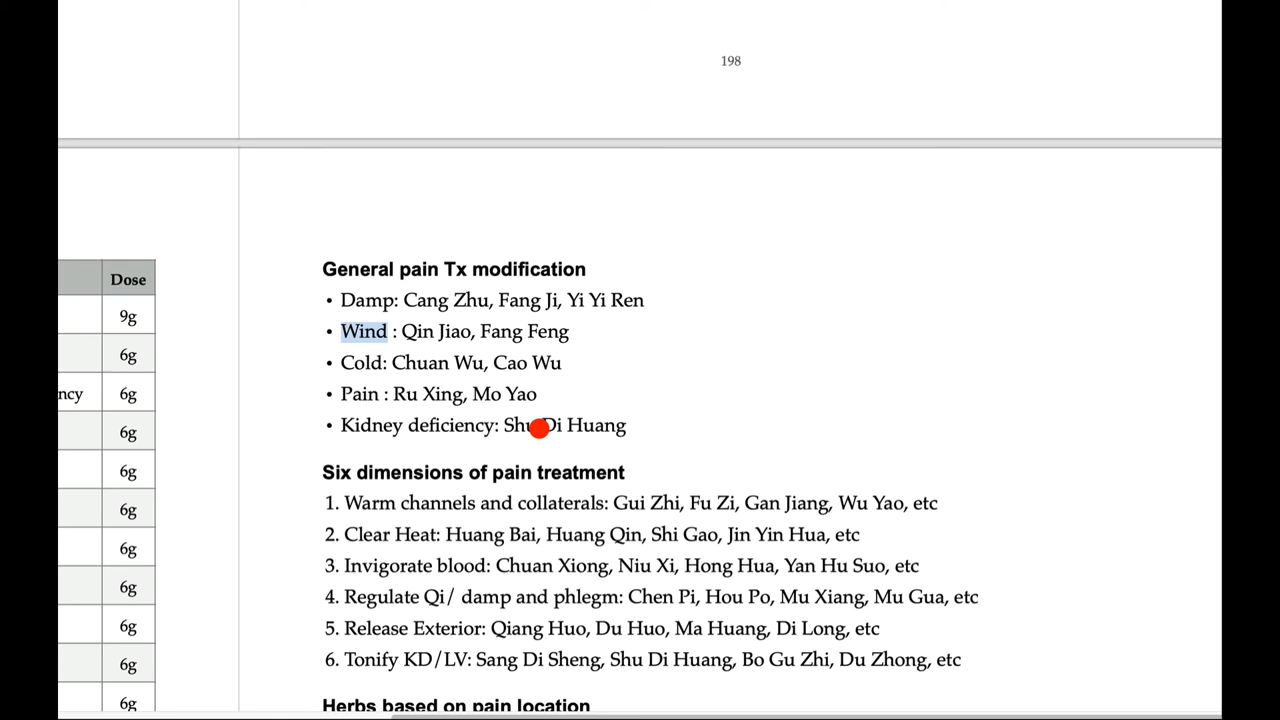 198
Dose
9g
6g
ncy 6g
6g
6g
6g
6g
6g
6g
6g
6g
General pain Tx modification
• Damp: Cang Zhu, Fang Ji, Yi Yi Ren
• Wind : Qin Jiao, Fang Feng
• Cold: Chuan Wu, Cao Wu
• Pain : Ru Xing, Mo Yao
• Kidney deficiency: Shu Di Huang
Six dimensions of pain treatment
1. Warm channels and collaterals: Gui Zhi, Fu Zi, Gan Jiang, Wu Yao, etc
2. Clear Heat: Huang Bai, Huang Qin, Shi Gao, Jin Yin Hua, etc
3. Invigorate blood: Chuan Xiong, Niu Xi, Hong Hua, Yan Hu Suo, etc
4. Regulate Qi/ damp and phlegm: Chen Pi, Hou Po, Mu Xiang, Mu Gua, etc
5. Release Exterior: Qiang Huo, Du Huo, Ma Huang, Di Long, etc
6. Tonify KD/LV: Sang Di Sheng, Shu Di Huang, Bo Gu Zhi, Du Zhong, etc
Herbs based on pain location